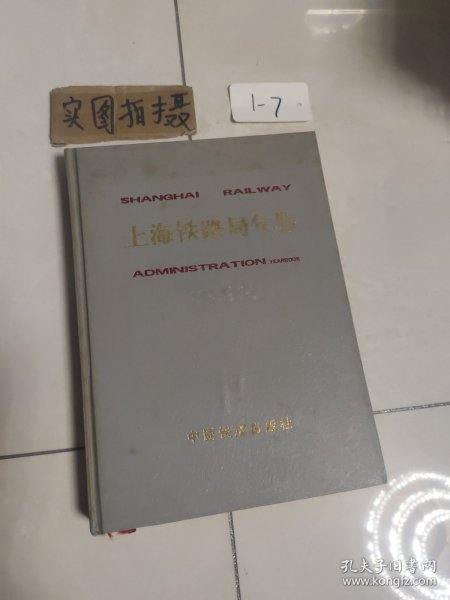 实图拍摄
1-7
SHANGHAI RAILWAY
上海铁路局年鉴
ADMINISTRATION YEARBOOK
中国铁道出版社
孔夫子旧书网
www.kongfz.com